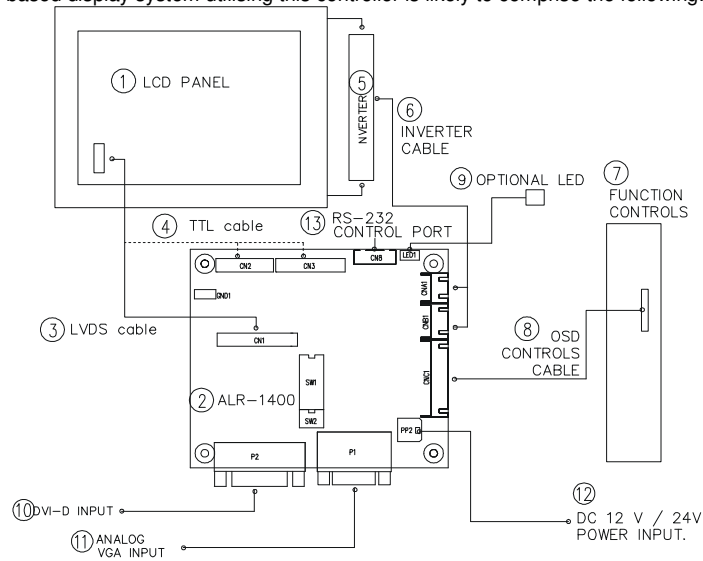 based display system utilising this controller is likely to comprise the following:
1 LCD PANEL
5
NVERTER
6
INVERTER
CABLE
9 OPTIONAL LED
7
FUNCTION
CONTROLS
4 TTL cable
13 RS-232
CONTROL PORT
CN2
CN3
CN8
LED1
GND1
CNA1
CNB1
3 LVDS cable
CN1
8 OSD
CONTROLS
CABLE
CNC1
SW1
2 ALR-1400
SW2
PP2
P2
P1
12
10 DVI-D INPUT
DC 12 V / 24V
POWER INPUT.
11 ANALOG
VGA INPUT